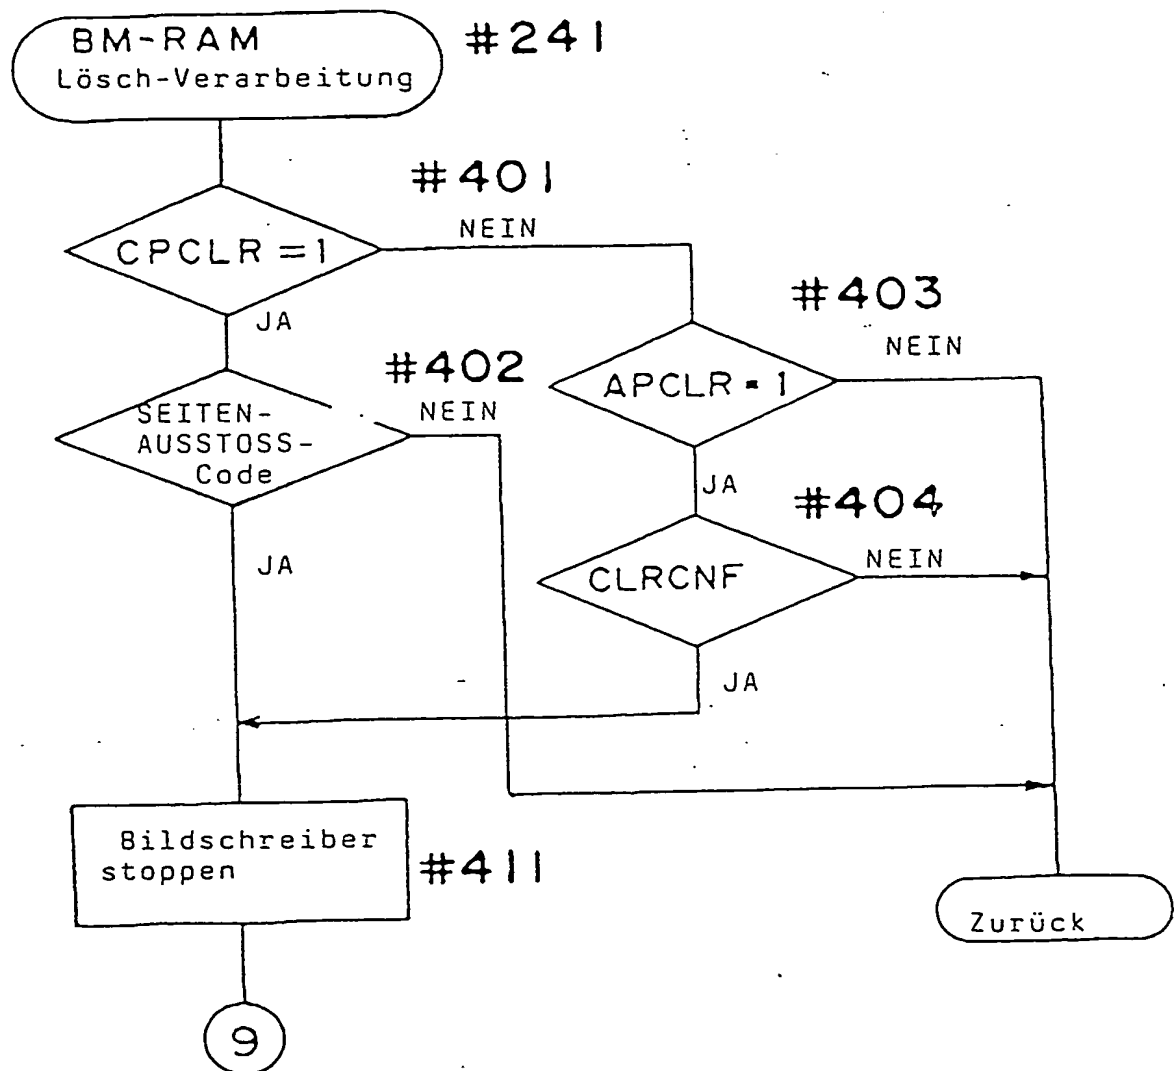 BM-RAM
Lösch-Verarbeitung
#241
#401
CPCLR = 1
NEIN
JA
#403
NEIN
#402
NEIN
APCLR = 1
SEITEN-
AUSSTOSS-
Code
JA
#404
NEIN
JA
CLRCNF
JA
Bildschreiber
stoppen
#411
Zurück
9